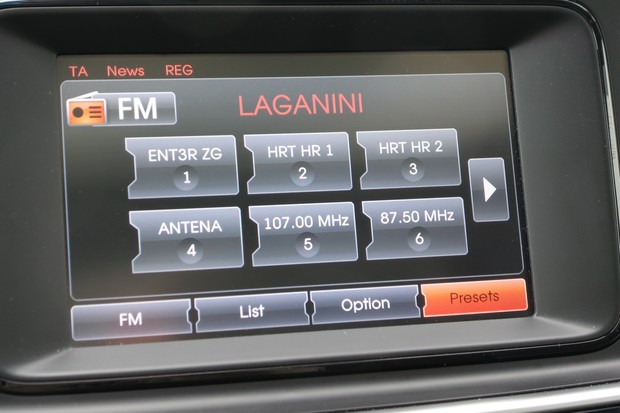 TA News REG
FM LAGANINI
ENT3R ZG HRT HR 1 HRT HR 2
1 2 3
ANTENA 107.00 MHz 87.50 MHz
4 5 6
FM List Option Presets